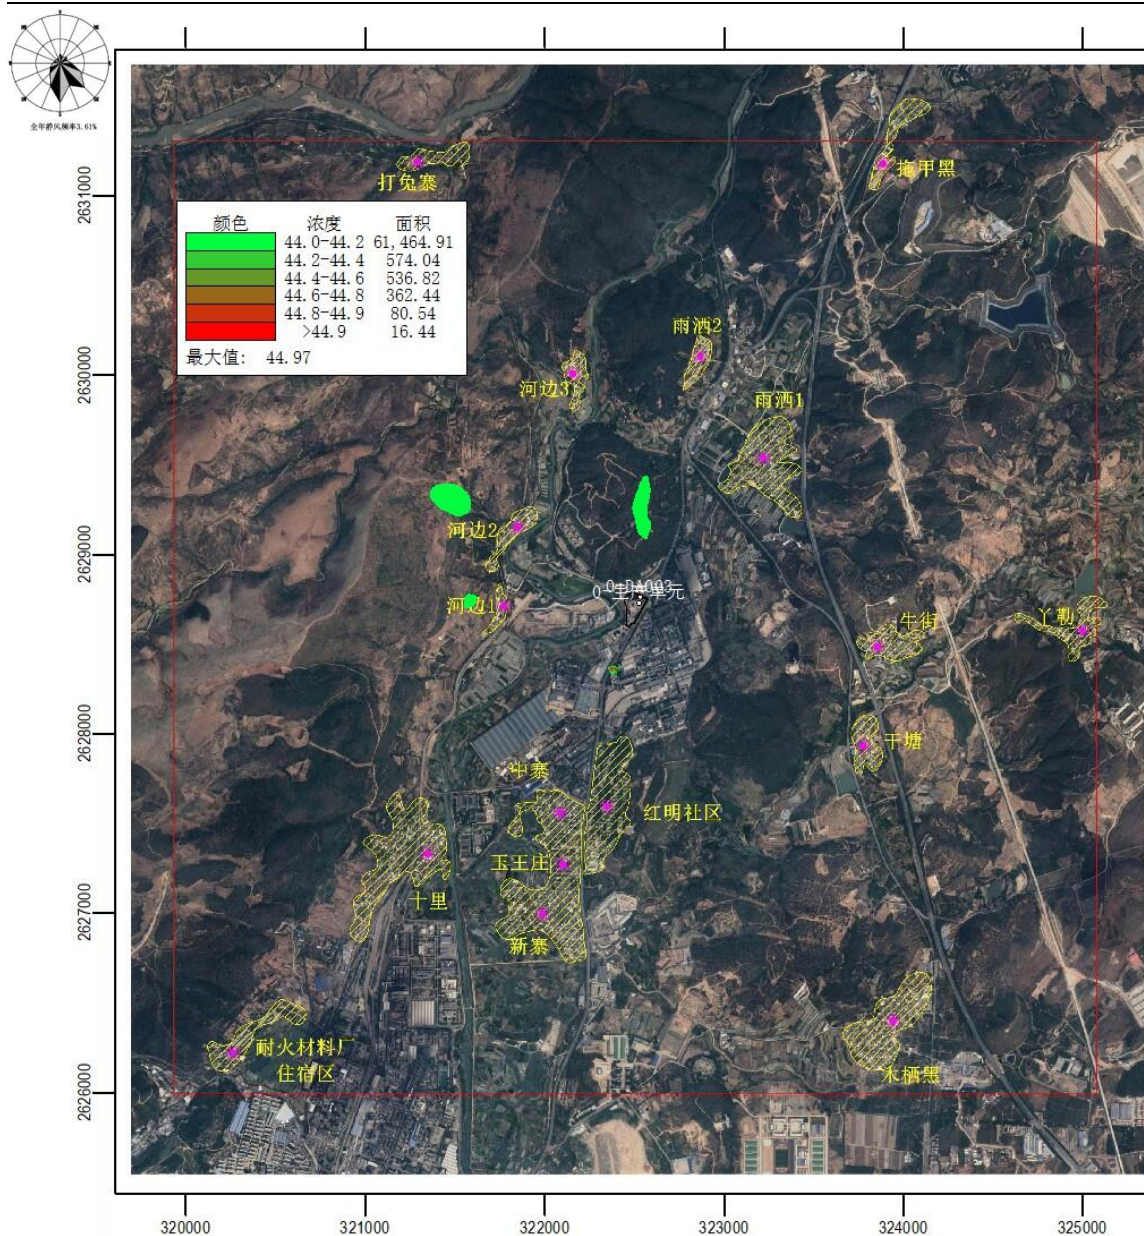 全年静风频率3.61%
打兔寨
拖甲黑
颜色 浓度 面积
44.0-44.2 61,464.91
44.2-44.4 574.04
44.4-44.6 536.82
44.6-44.8 362.44
44.8-44.9 80.54
>44.9 16.44
最大值: 44.97
雨洒2
河边3
雨洒1
河边2
河边1
牛街
丫勒
干塘
中寨
红明社区
玉王庄
十里
新寨
耐火材料厂
住宿区
水栖黑
2631000
2630000
2629000
2628000
2627000
2626000
320000 321000 322000 323000 324000 325000